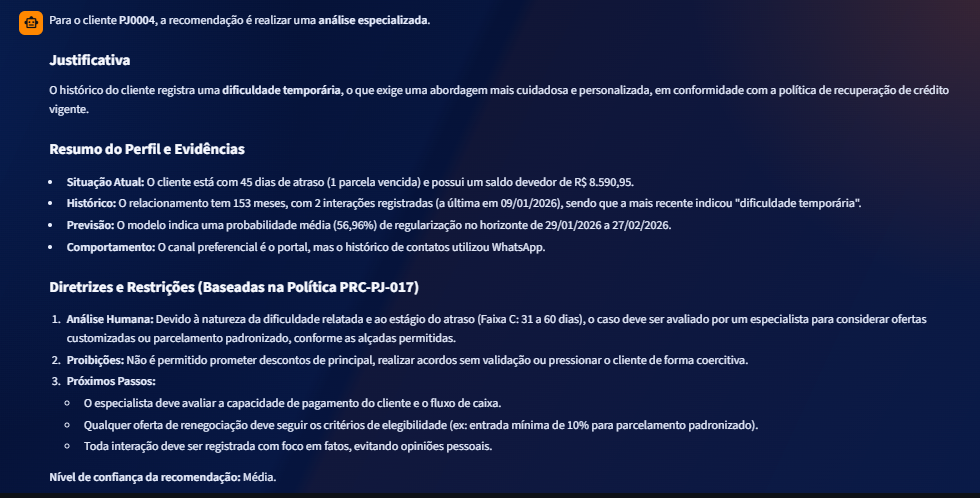 Para o cliente PJ0004, a recomendação é realizar uma análise especializada.
Justificativa
O histórico do cliente registra uma dificuldade temporária, o que exige uma abordagem mais cuidadosa e personalizada, em conformidade com a política de recuperação de crédito
vigente.
Resumo do Perfil e Evidências
• Situação Atual: O cliente está com 45 dias de atraso (1 parcela vencida) e possui um saldo devedor de R$ 8.590,95.
• Histórico: O relacionamento tem 153 meses, com 2 interações registradas (a última em 09/01/2026), sendo que a mais recente indicou "dificuldade temporária".
• Previsão: O modelo indica uma probabilidade média (56,96%) de regularização no horizonte de 29/01/2026 a 27/02/2026.
• Comportamento: O canal preferencial é o portal, mas o histórico de contatos utilizou WhatsApp.
Diretrizes e Restrições (Baseadas na Política PRC-PJ-017)
1. Análise Humana: Devido à natureza da dificuldade relatada e ao estágio do atraso (Faixa C: 31 a 60 dias), o caso deve ser avaliado por um especialista para considerar ofertas
customizadas ou parcelamento padronizado, conforme as alçadas permitidas.
2. Proibições: Não é permitido prometer descontos de principal, realizar acordos sem validação ou pressionar o cliente de forma coercitiva.
3. Próximos Passos:
○ O especialista deve avaliar a capacidade de pagamento do cliente e o fluxo de caixa.
○ Qualquer oferta de renegociação deve seguir os critérios de elegibilidade (ex: entrada mínima de 10% para parcelamento padronizado).
○ Toda interação deve ser registrada com foco em fatos, evitando opiniões pessoais.
Nível de confiança da recomendação: Média.